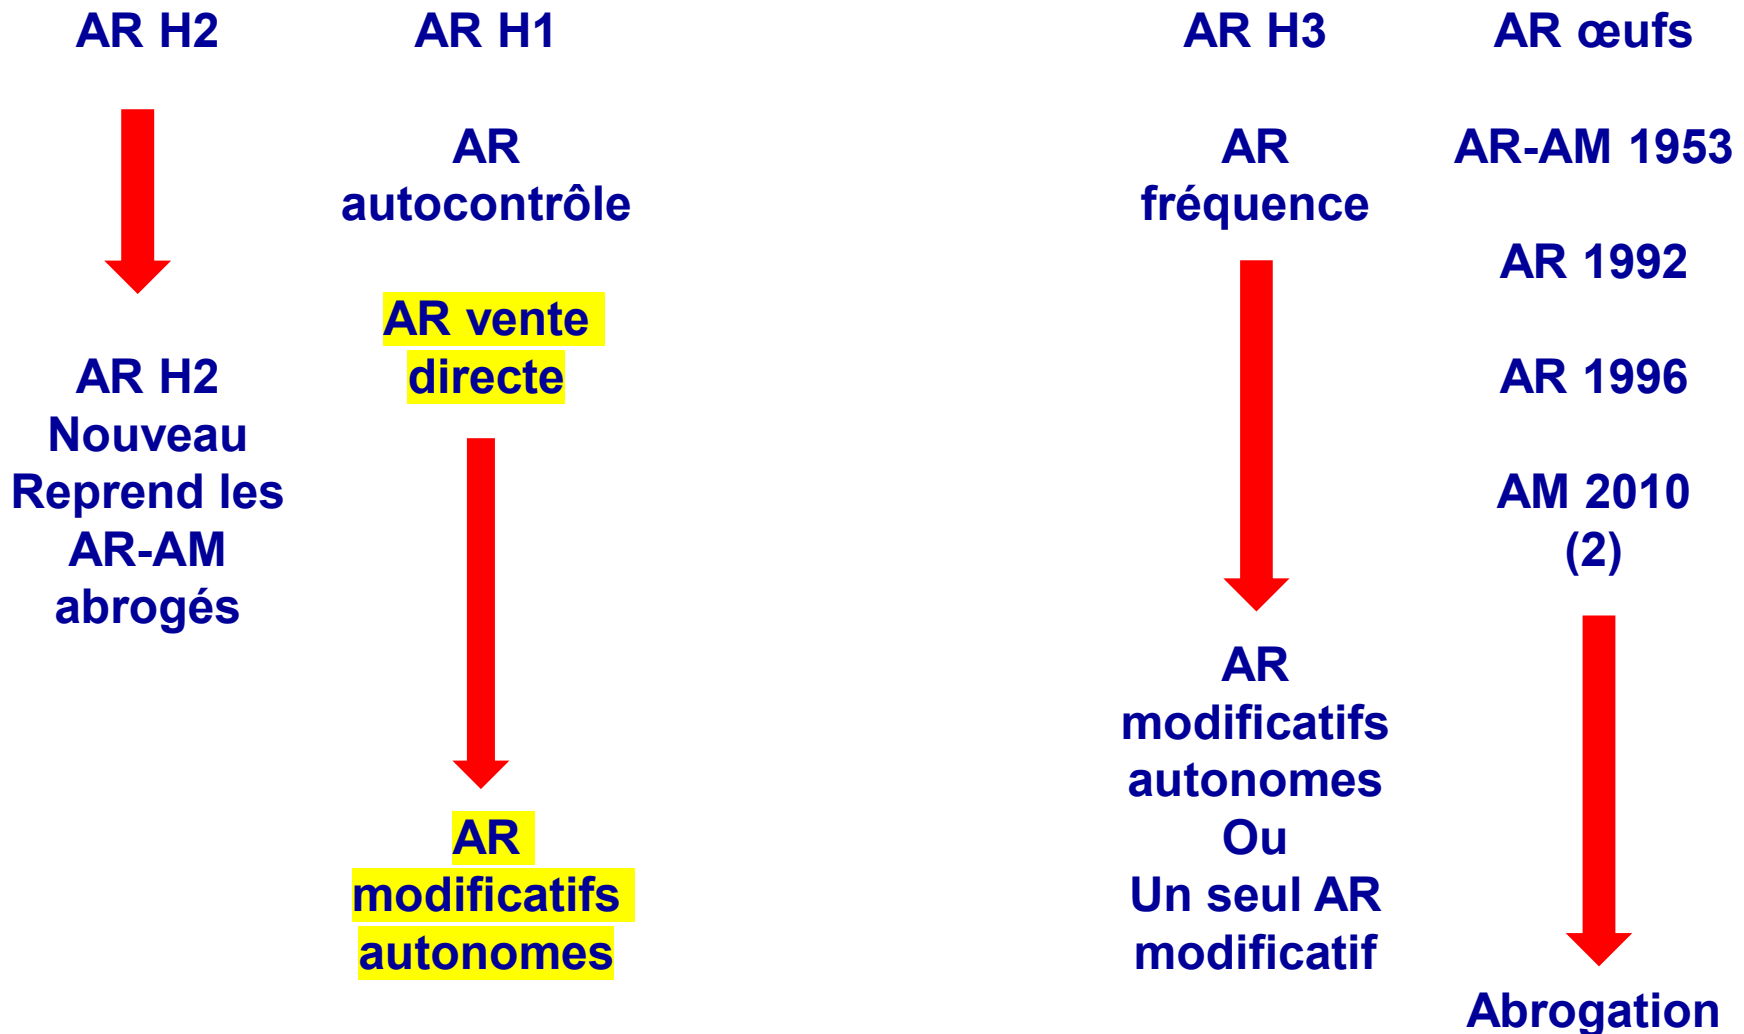 AR H2
AR H2
Nouveau
Reprend les
AR-AM
abrogés
AR H1
AR
autocontrôle
AR vente
directe
AR
modificatifs
autonomes
AR H3
AR
fréquence
AR
modificatifs
autonomes
Ou
Un seul AR
modificatif
AR œufs
AR-AM 1953
AR 1992
AR 1996
AM 2010
(2)
Abrogation